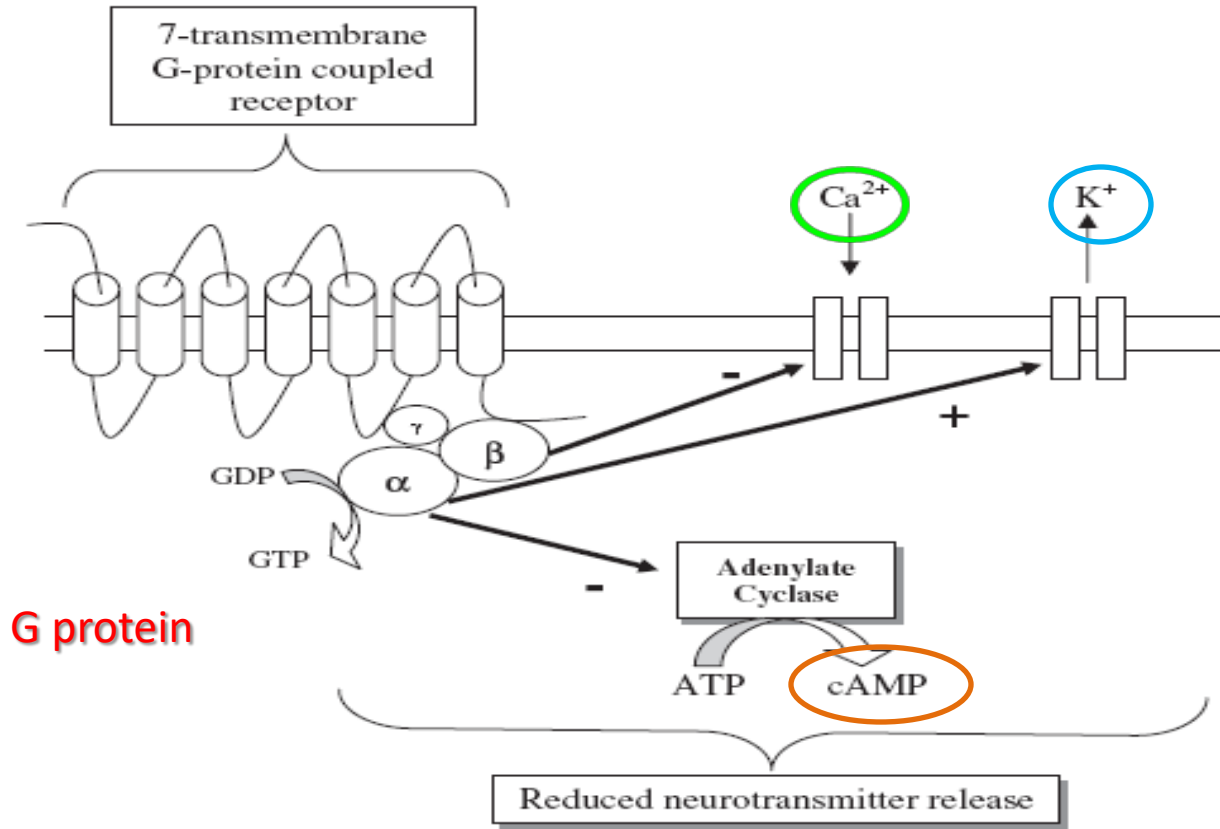 7-transmembrane
G-protein coupled
receptor
Ca²⁺
K⁺
-
+
γ
β
α
GDP
GTP
-
Adenylate
Cyclase
G protein
ATP
cAMP
Reduced neurotransmitter release